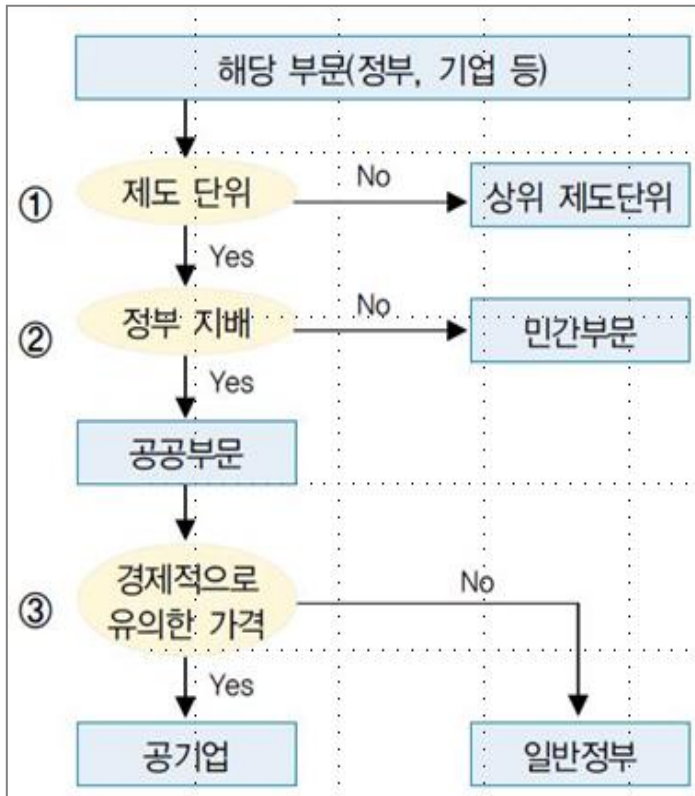 해당 부문(정부, 기업 등)
① 제도 단위 No 상위 제도단위
Yes
② 정부 지배 No 민간부문
Yes
공공부문
③ 경제적으로
유의한 가격
No
Yes
공기업 일반정부